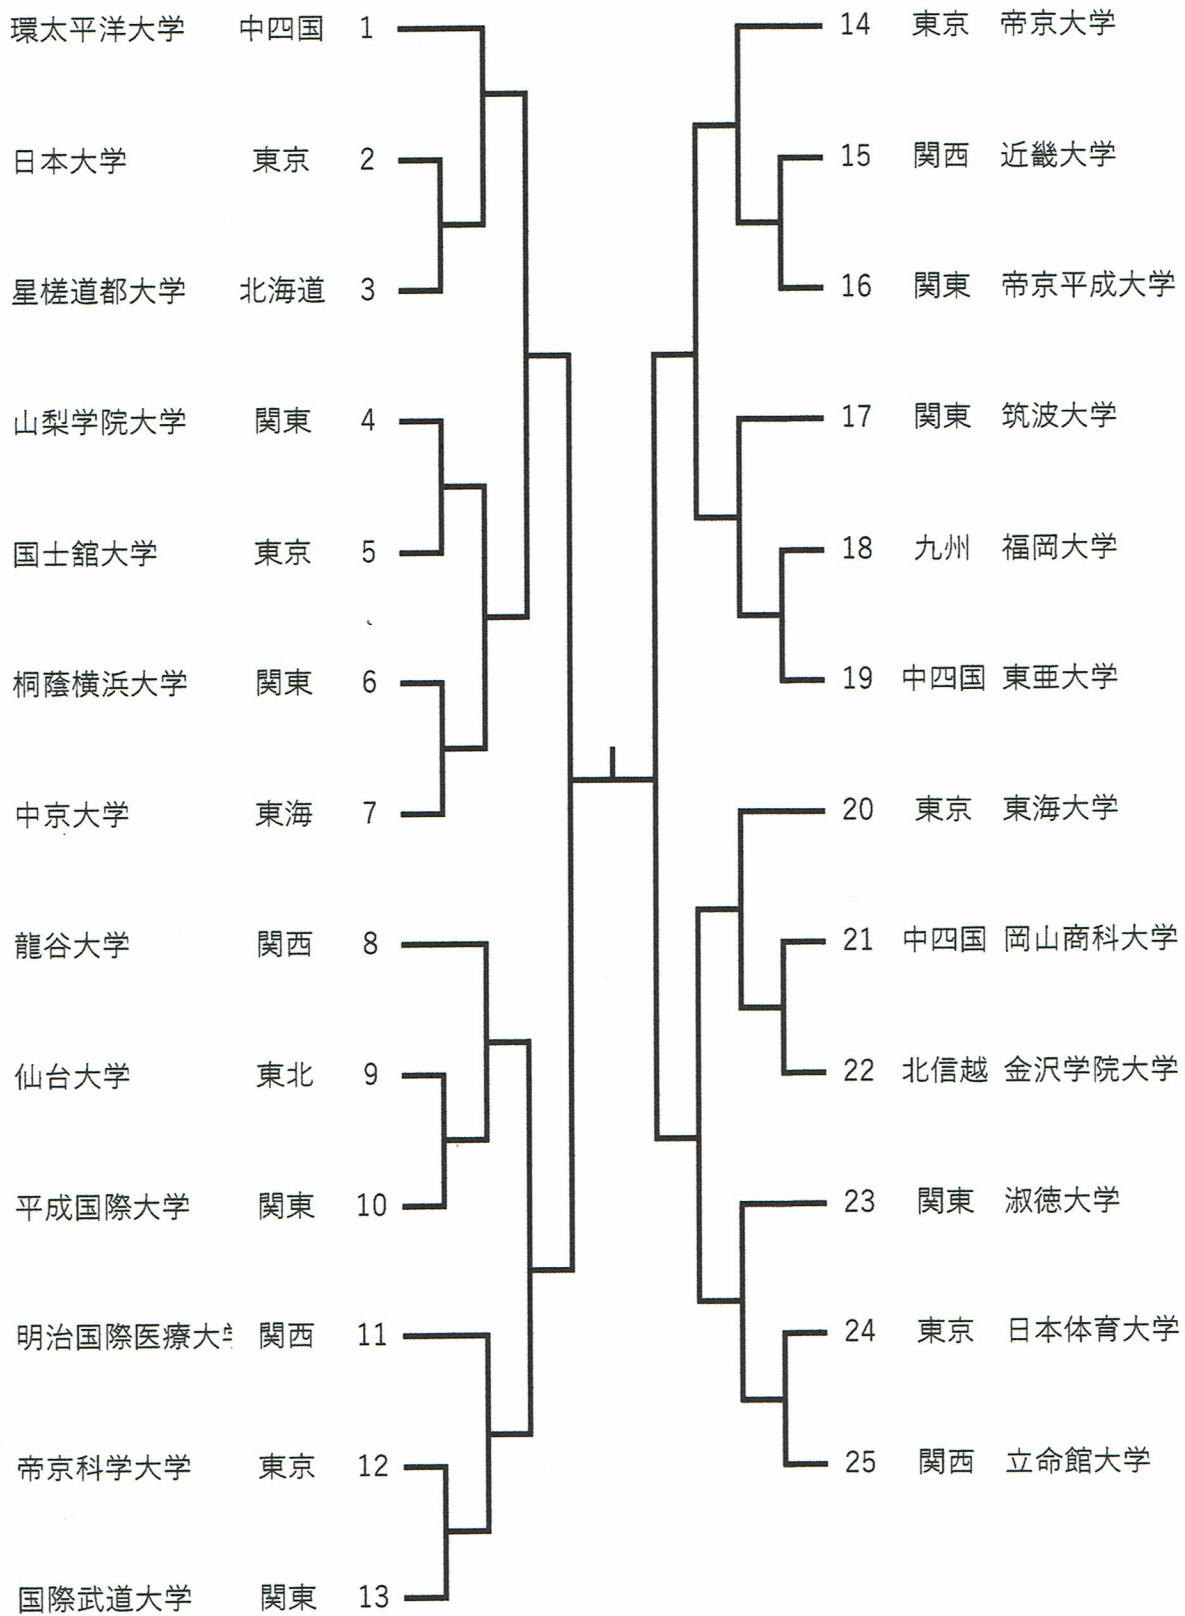 環太平洋大学 中四国 1
日本大学 東京 2
星槎道都大学 北海道 3
山梨学院大学 関東 4
国士舘大学 東京 5
桐蔭横浜大学 関東 6
中京大学 東海 7
龍谷大学 関西 8
仙台大学 東北 9
平成国際大学 関東 10
明治国際医療大学 関西 11
帝京科学大学 東京 12
国際武道大学 関東 13
14 東京 帝京大学
15 関西 近畿大学
16 関東 帝京平成大学
17 関東 筑波大学
18 九州 福岡大学
19 中四国 東亜大学
20 東京 東海大学
21 中四国 岡山商科大学
22 北信越 金沢学院大学
23 関東 淑徳大学
24 東京 日本体育大学
25 関西 立命館大学